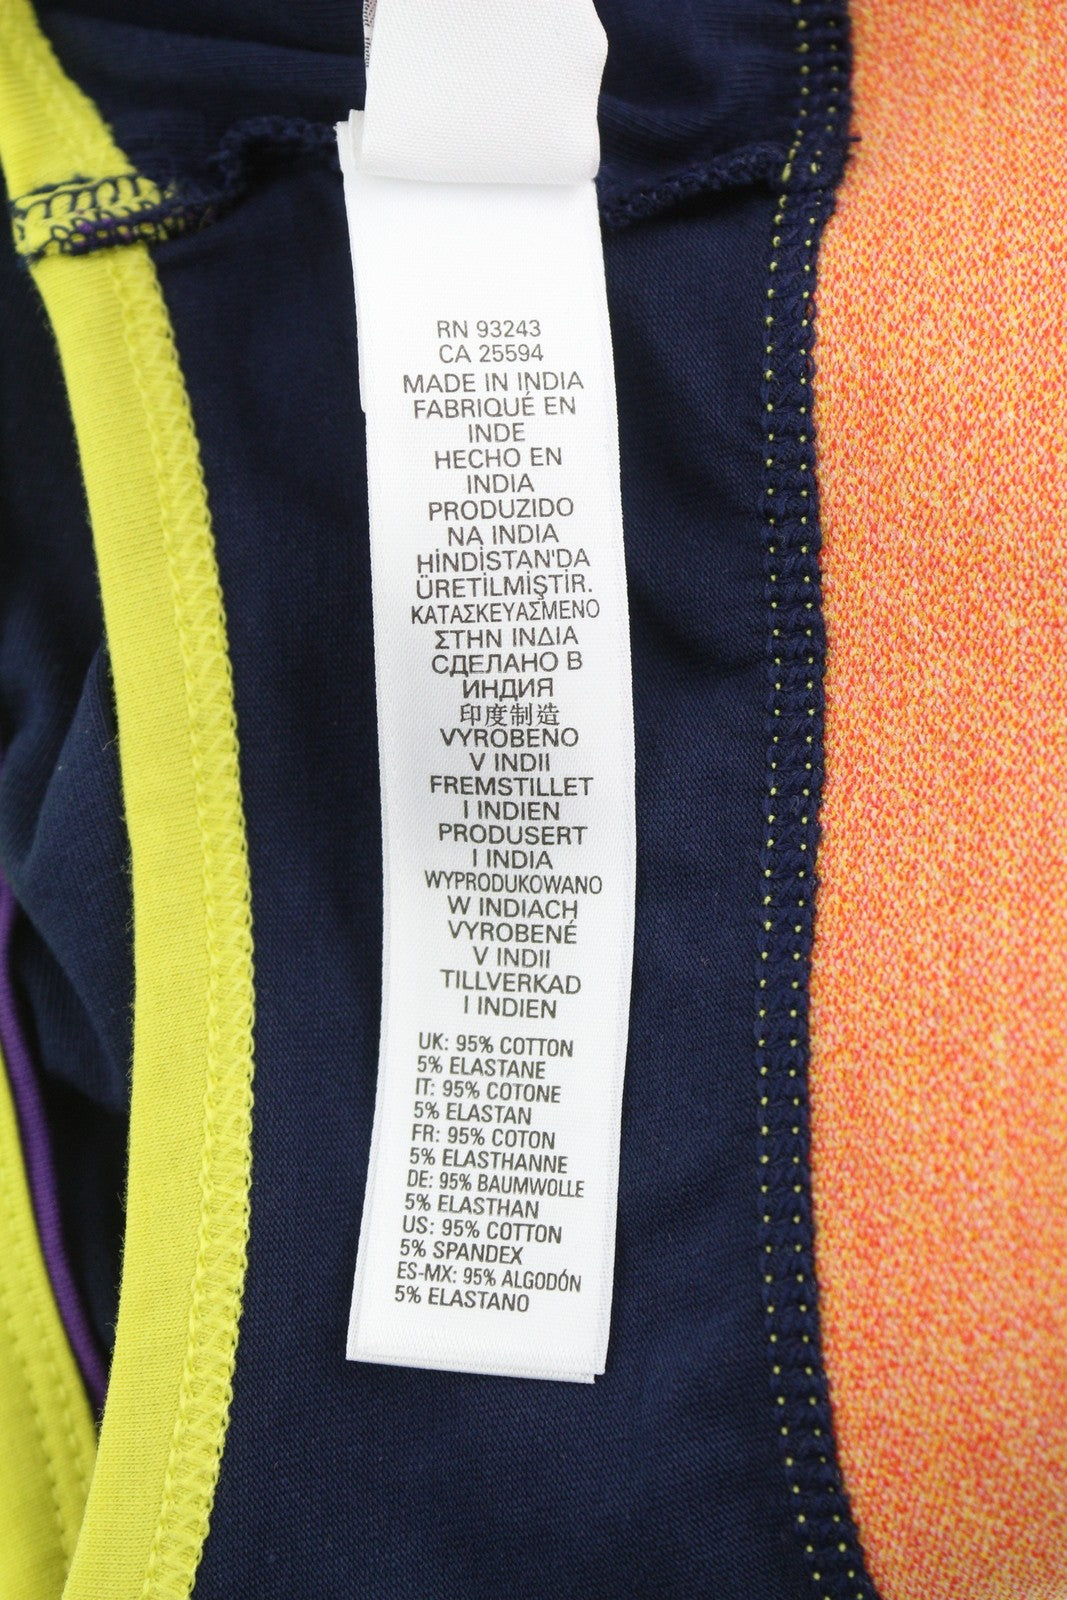 RN 93243
CA 25594
MADE IN INDIA
FABRIQUÉ EN
INDE
HECHO EN
INDIA
PRODUZIDO
NA INDIA
HİNDİSTAN'DA
ÜRETİLMİŞTİR.
ΚΑΤΑΣΚΕΥΑΣΜΕΝΟ
ΣΤΗΝ ΙΝΔΙΑ
СДЕЛАНО В
ИНДИЯ
印度制造
VYROBENO
V INDII
FREMSTILLET
I INDIEN
PRODUSERT
I INDIA
WYPRODUKOWANO
W INDIACH
VYROBENÉ
V INDII
TILLVERKAD
I INDIEN
UK: 95% COTTON
5% ELASTANE
IT: 95% COTONE
5% ELASTAN
FR: 95% COTON
5% ELASTHANNE
DE: 95% BAUMWOLLE
5% ELASTHAN
US: 95% COTTON
5% SPANDEX
ES-MX: 95% ALGODÓN
5% ELASTANO